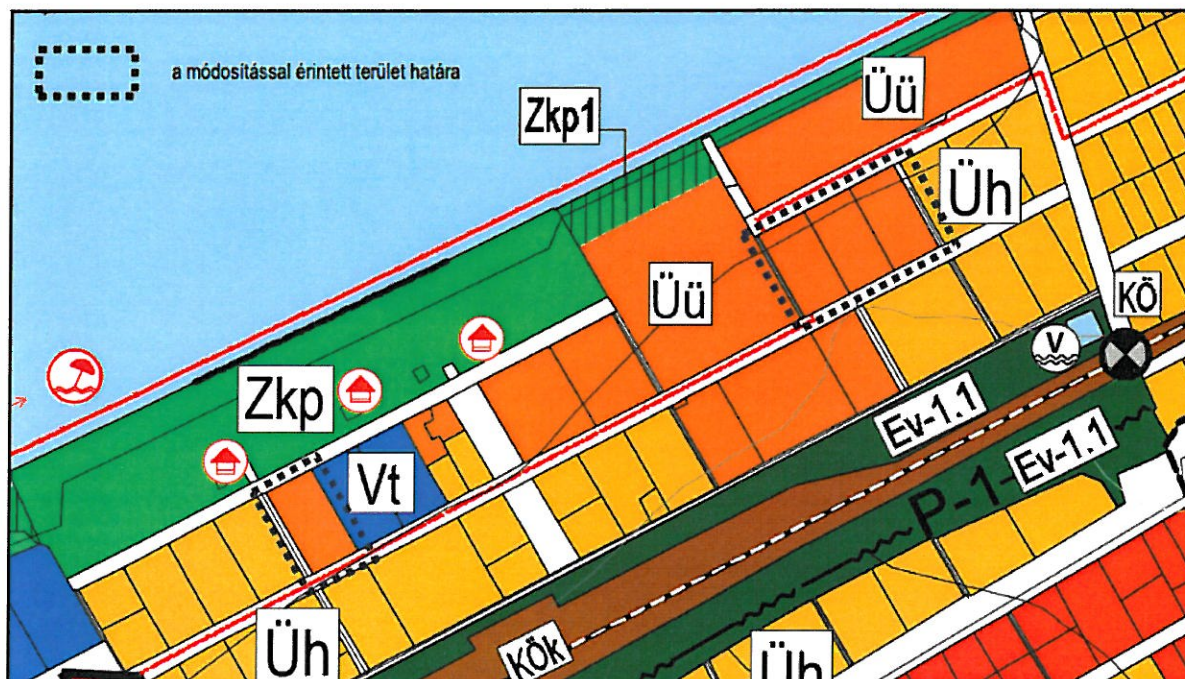 a módosítással érintett terület határa
Zkp1
Üü
Üh
Üü
KÖ
V
Zkp
Ev-1.1
Ev-1.1
Vt
P-1
Üh
KÖk
Üh